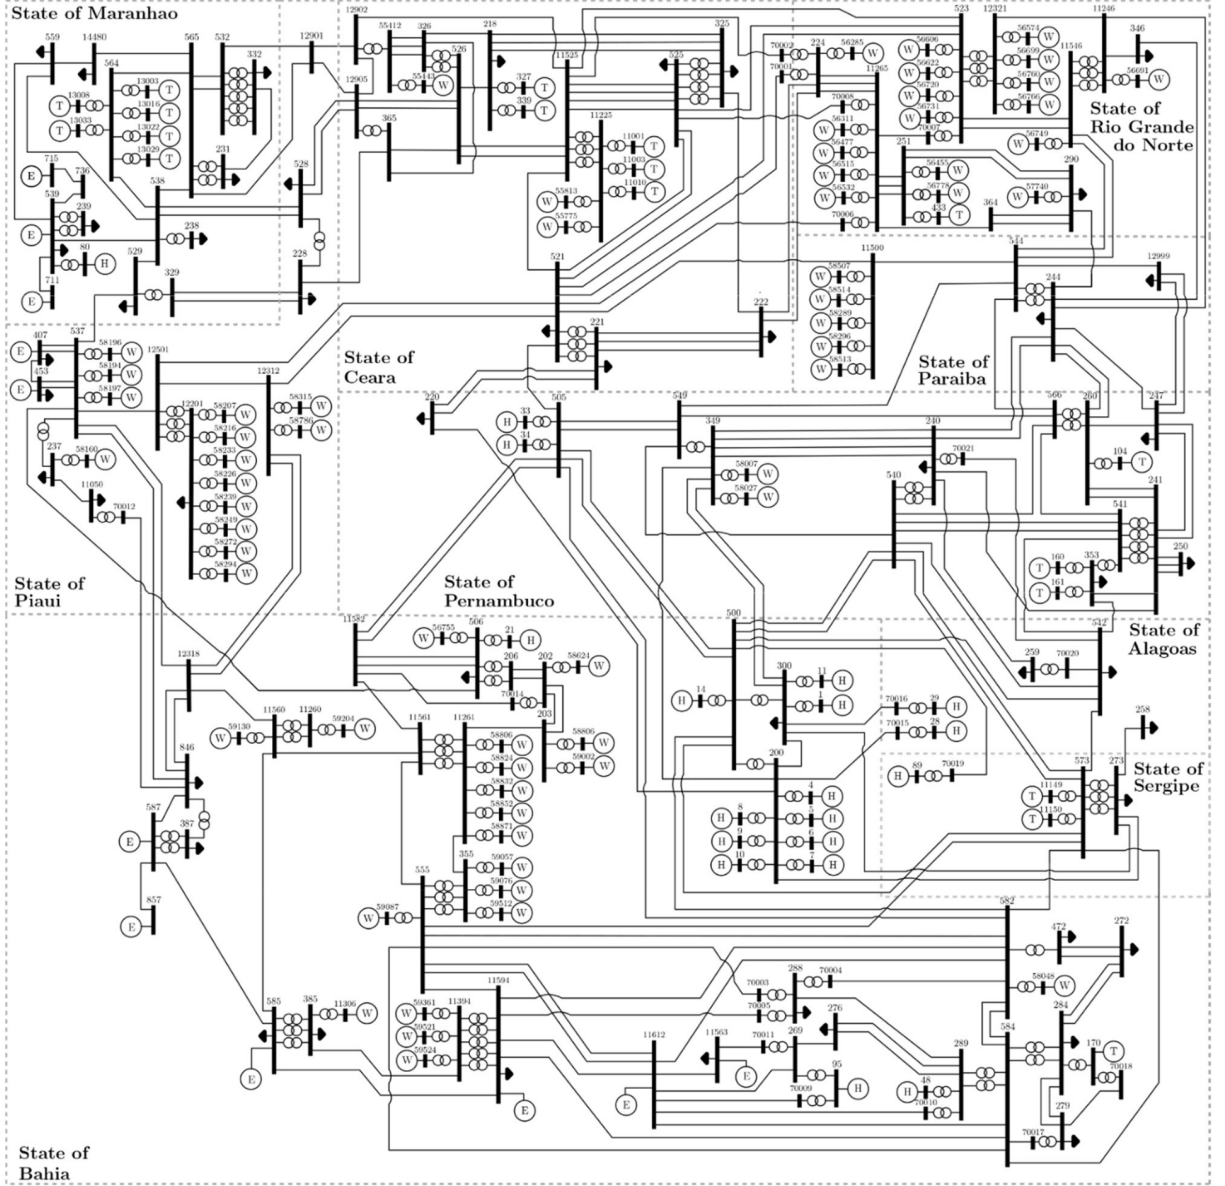 State of Maranhao
559
14480
565
532
332
12901
564
13003
T
T
13008
13016
T
T
13033
13022
T
13029
T
231
715
E
736
539
239
E
80
H
711
E
538
238
528
529
329
228
12902
55412
326
526
218
11525
525
325
55143
W
327
T
339
T
12905
365
11225
11001
T
11003
T
11010
T
W
55813
W
55775
521
221
222
State of
Ceara
220
70002
224
56285
W
70001
11265
523
12321
11246
346
W
56606
W
56622
W
56720
W
56731
70007
56574
W
56699
W
56760
W
56766
W
11546
56691
W
70008
W
56311
W
56477
W
56515
W
56532
70006
251
56455
W
56778
W
433
T
W
56749
290
W
57740
364
State of
Rio Grande
do Norte
11500
W
58507
W
58514
W
58289
W
58296
W
58513
544
244
12999
State of
Paraiba
407
E
453
E
537
58196
W
58194
W
58197
W
237
58160
W
11050
70012
12501
12201
58207
W
58216
W
58233
W
58226
W
58239
W
58249
W
58272
W
58294
W
12312
58315
W
58786
W
State of
Piaui
505
H
33
H
34
549
349
58007
W
58027
W
240
70021
540
State of
Pernambuco
566
260
247
104
T
241
541
250
T
160
353
T
161
State of
Alagoas
542
259
70020
258
11582
W
56755
506
21
H
206
202
58624
W
70014
203
58806
W
59002
W
500
300
11
H
1
H
H
14
200
4
H
H
8
5
H
H
9
6
H
H
10
7
H
70016
29
H
70015
28
H
H
89
70019
573
273
T
11149
T
11150
State of
Sergipe
12318
11560
11260
W
59130
59204
W
11561
11261
58806
W
58824
W
58832
W
58852
W
58871
W
846
587
E
387
857
E
555
355
59057
W
59076
W
59512
W
W
59087
585
385
11306
W
E
11594
11394
W
59361
W
59521
W
59524
E
11612
E
11563
E
70003
70005
288
70004
276
269
70011
95
H
70009
289
H
48
70010
582
472
272
58048
W
284
584
170
T
70018
279
70017
State of
Bahia